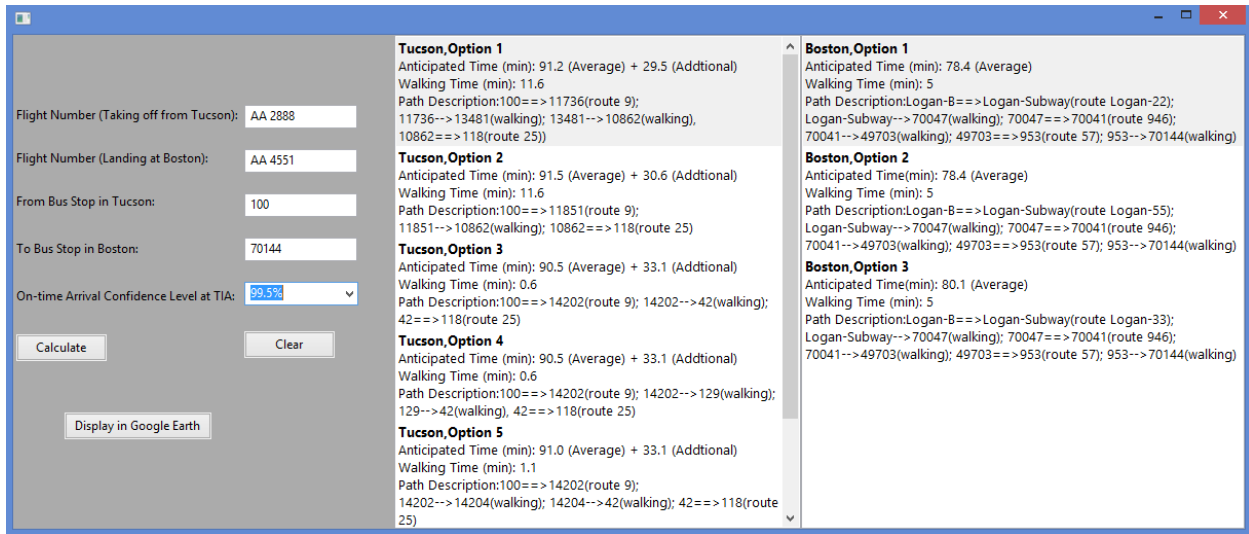 Flight Number (Taking off from Tucson):
AA 2888
Flight Number (Landing at Boston):
AA 4551
From Bus Stop in Tucson:
100
To Bus Stop in Boston:
70144
On-time Arrival Confidence Level at TIA:
99.5%
Calculate
Clear
Display in Google Earth
Tucson,Option 1
Anticipated Time (min): 91.2 (Average) + 29.5 (Addtional)
Walking Time (min): 11.6
Path Description:100==>11736(route 9);
11736-->13481(walking); 13481-->10862(walking),
10862==>118(route 25))
Tucson,Option 2
Anticipated Time (min): 91.5 (Average) + 30.6 (Addtional)
Walking Time (min): 11.6
Path Description:100==>11851(route 9);
11851-->10862(walking); 10862==>118(route 25)
Tucson,Option 3
Anticipated Time (min): 90.5 (Average) + 33.1 (Addtional)
Walking Time (min): 0.6
Path Description:100==>14202(route 9); 14202-->42(walking);
42==>118(route 25)
Tucson,Option 4
Anticipated Time (min): 90.5 (Average) + 33.1 (Addtional)
Walking Time (min): 0.6
Path Description:100==>14202(route 9); 14202-->129(walking);
129-->42(walking), 42==>118(route 25)
Tucson,Option 5
Anticipated Time (min): 91.0 (Average) + 33.1 (Addtional)
Walking Time (min): 1.1
Path Description:100==>14202(route 9);
14202-->14204(walking); 14204-->42(walking); 42==>118(route
25)
Boston,Option 1
Anticipated Time (min): 78.4 (Average)
Walking Time (min): 5
Path Description:Logan-B==>Logan-Subway(route Logan-22);
Logan-Subway-->70047(walking); 70047==>70041(route 946);
70041-->49703(walking); 49703==>953(route 57); 953-->70144(walking)
Boston,Option 2
Anticipated Time(min): 78.4 (Average)
Walking Time (min): 5
Path Description:Logan-B==>Logan-Subway(route Logan-55);
Logan-Subway-->70047(walking); 70047==>70041(route 946);
70041-->49703(walking); 49703==>953(route 57); 953-->70144(walking)
Boston,Option 3
Anticipated Time(min): 80.1 (Average)
Walking Time (min): 5
Path Description:Logan-B==>Logan-Subway(route Logan-33);
Logan-Subway-->70047(walking); 70047==>70041(route 946);
70041-->49703(walking); 49703==>953(route 57); 953-->70144(walking)